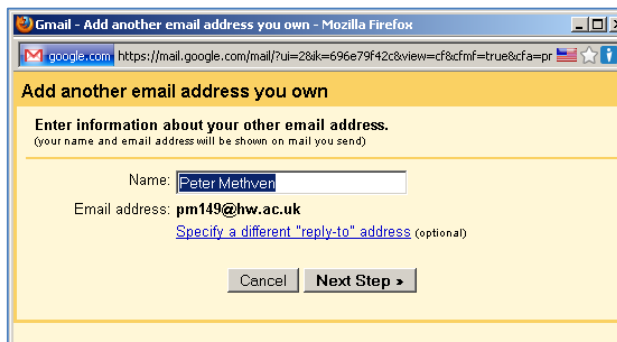 Gmail - Add another email address you own - Mozilla Firefox
google.com https://mail.google.com/mail/?ui=2&ik=696e79f42c&view=cf&cfmf=true&cfa=pr
Add another email address you own
Enter information about your other email address.
(your name and email address will be shown on mail you send)
Name: Peter Methven
Email address: pm149@hw.ac.uk
Specify a different "reply-to" address (optional)
Cancel Next Step »